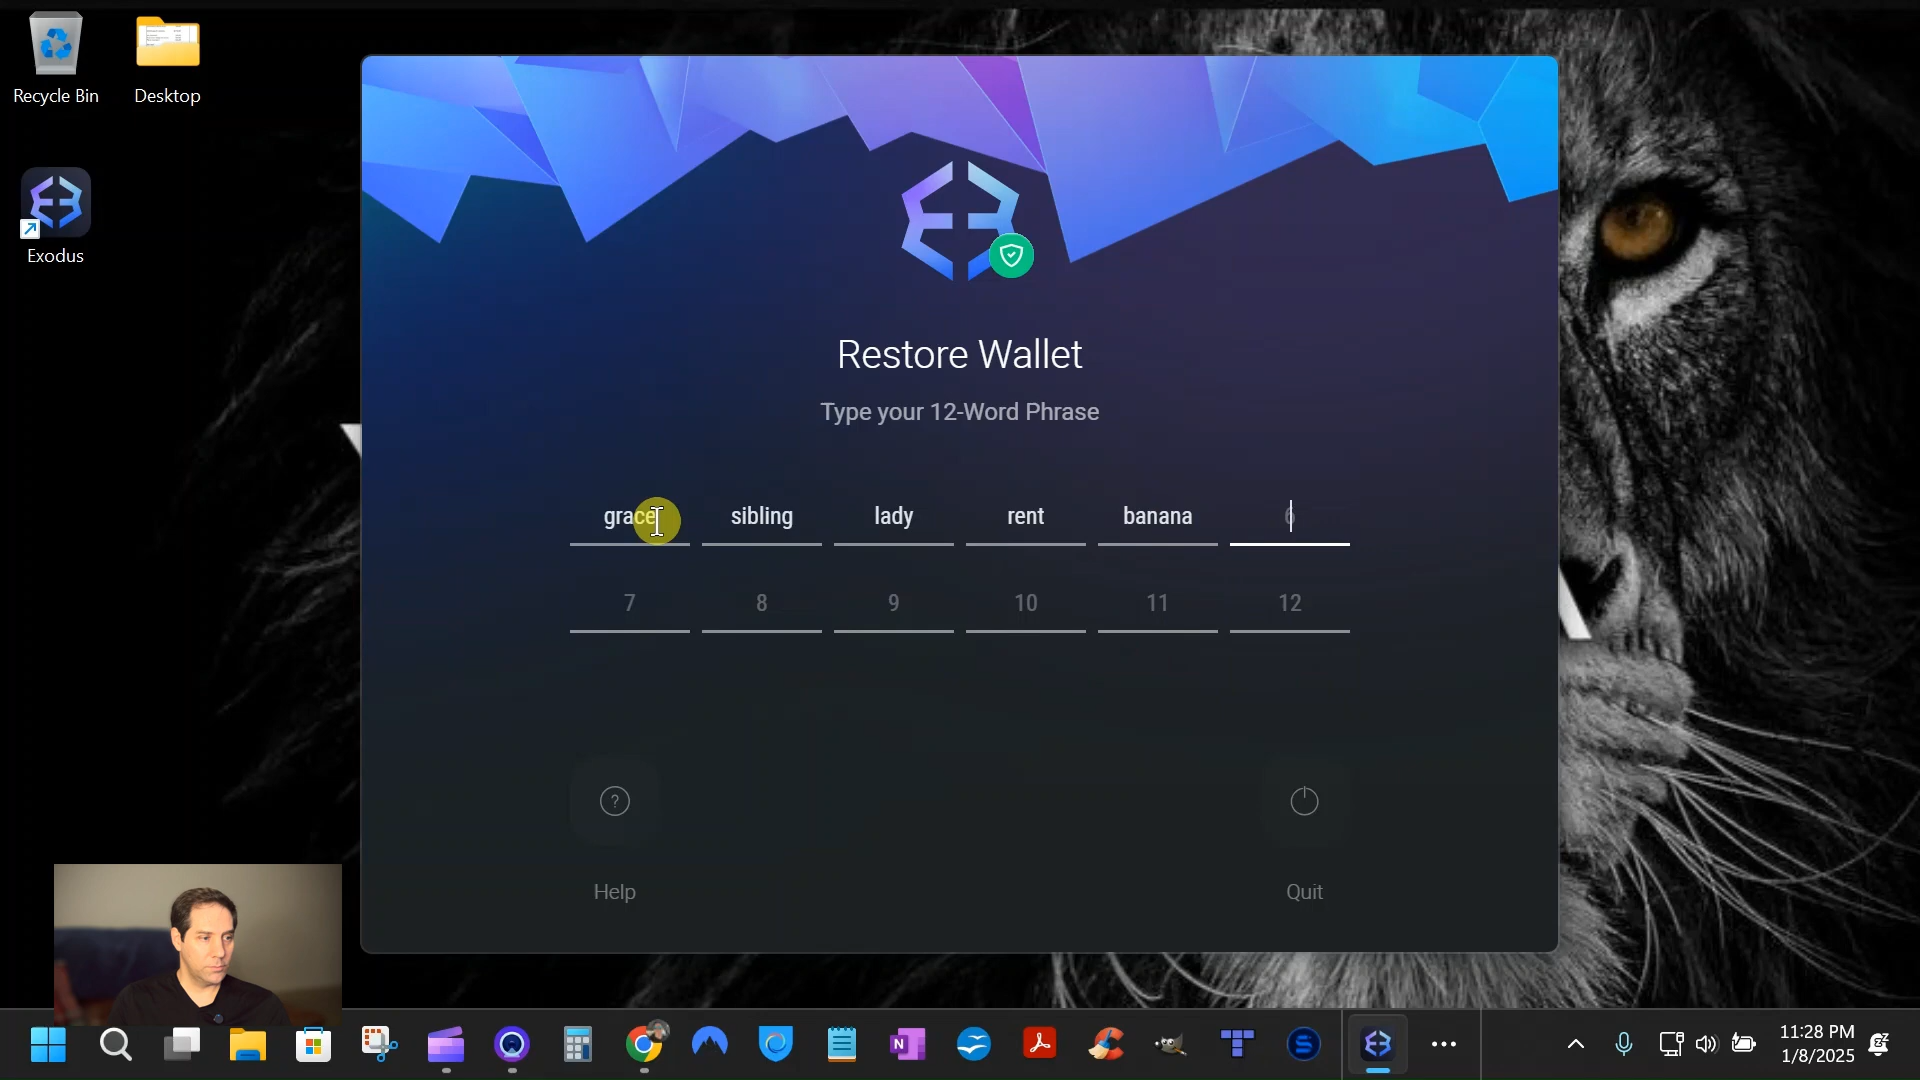 Recycle Bin
Desktop
Exodus
Restore Wallet
Type your 12-Word Phrase
grace sibling lady rent banana 6
7 8 9 10 11 12
?
Help
Quit
N
S
11:28 PM
1/8/2025